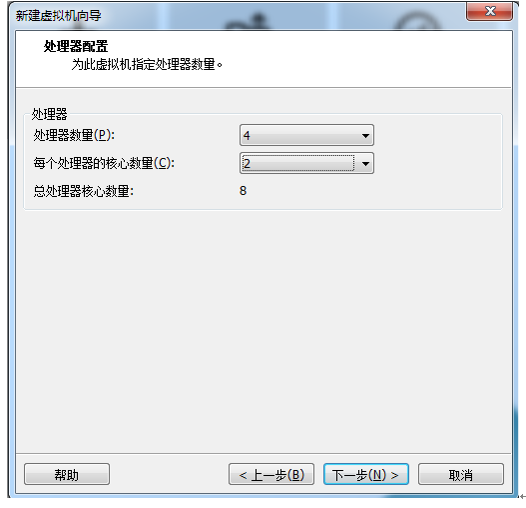 新建虚拟机向导
处理器配置
为此虚拟机指定处理器数量。
处理器
处理器数量(P): 4
每个处理器的核心数量(C): 2
总处理器核心数量: 8
帮助 < 上一步(B) 下一步(N) > 取消